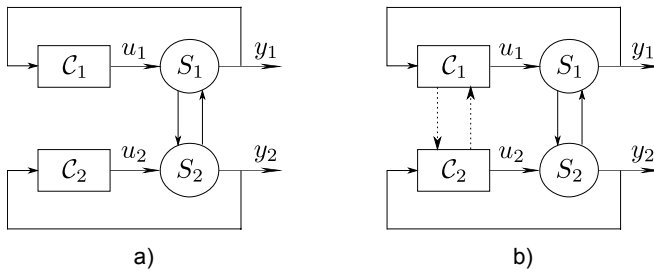 u₁ y₁ u₁ y₁
𝒞₁ S₁ 𝒞₁ S₁
u₂ y₂ u₂ y₂
𝒞₂ S₂ 𝒞₂ S₂
a) b)